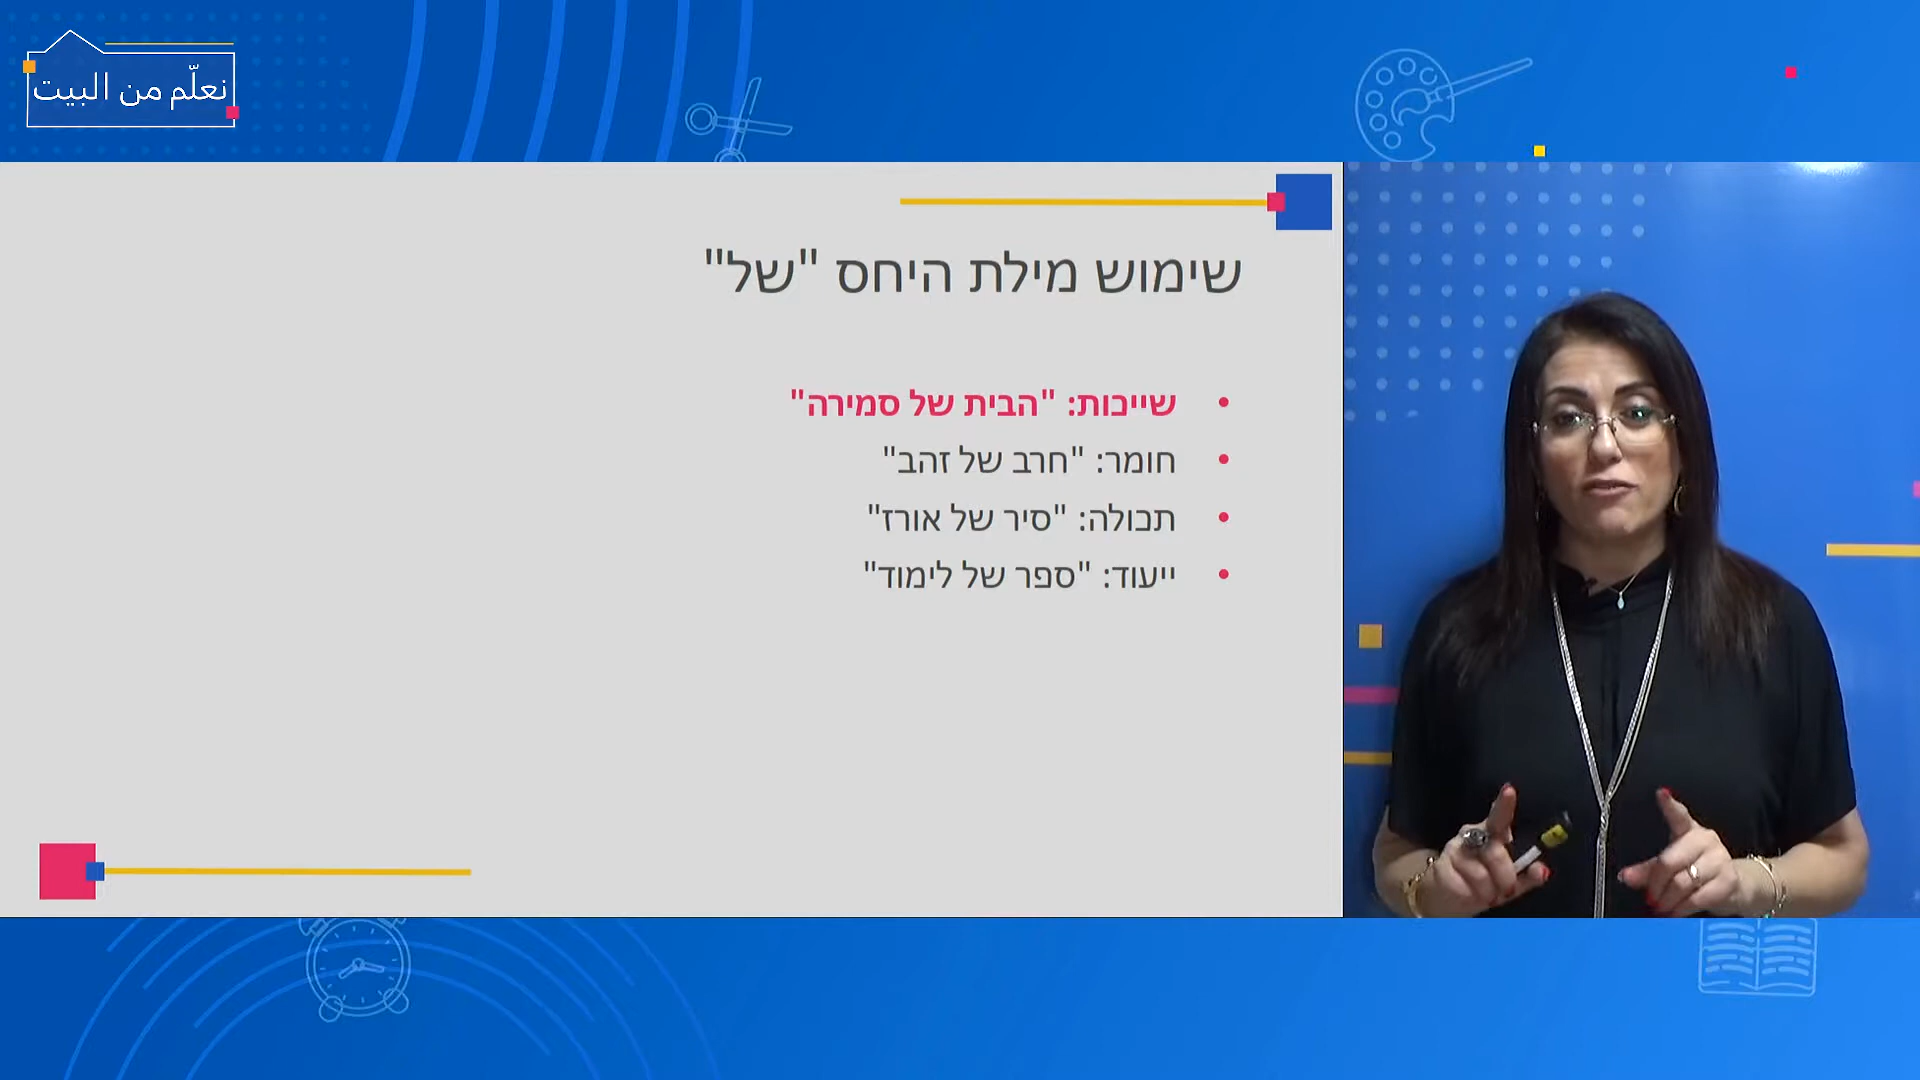 نعلّم من البيت
שימוש מילת היחס "של"
• שייכות: "הבית של סמירה"
• חומר: "חרב של זהב"
• תכולה: "סיר של אורז"
• ייעוד: "ספר של לימוד"